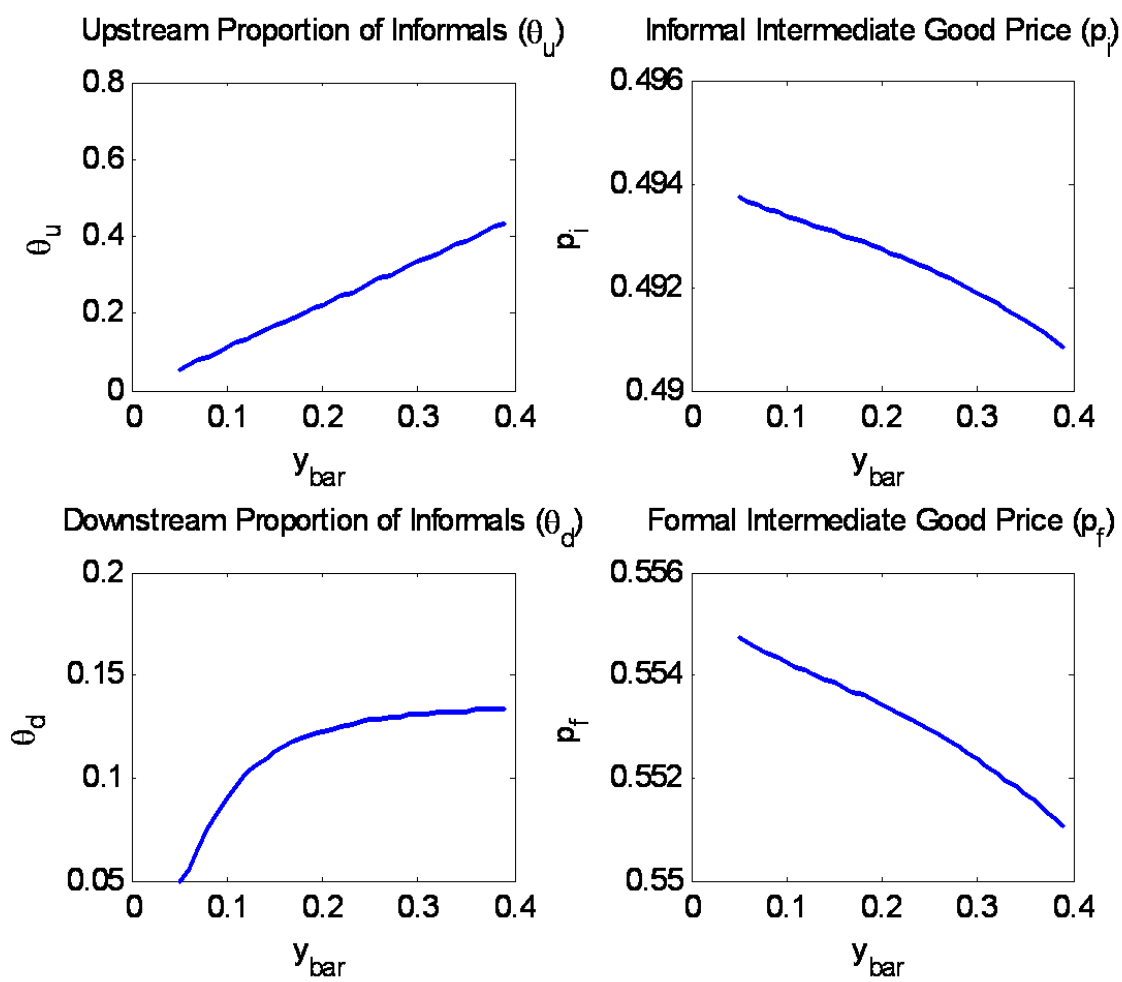 Upstream Proportion of Informals (θu)
0.8
0.6
0.4
0.2
0
θu
0 0.1 0.2 0.3 0.4
ybar
Informal Intermediate Good Price (pi)
0.496
0.494
0.492
0.49
pi
0 0.1 0.2 0.3 0.4
ybar
Downstream Proportion of Informals (θd)
0.2
0.15
0.1
0.05
θd
0 0.1 0.2 0.3 0.4
ybar
Formal Intermediate Good Price (pf)
0.556
0.554
0.552
0.55
pf
0 0.1 0.2 0.3 0.4
ybar